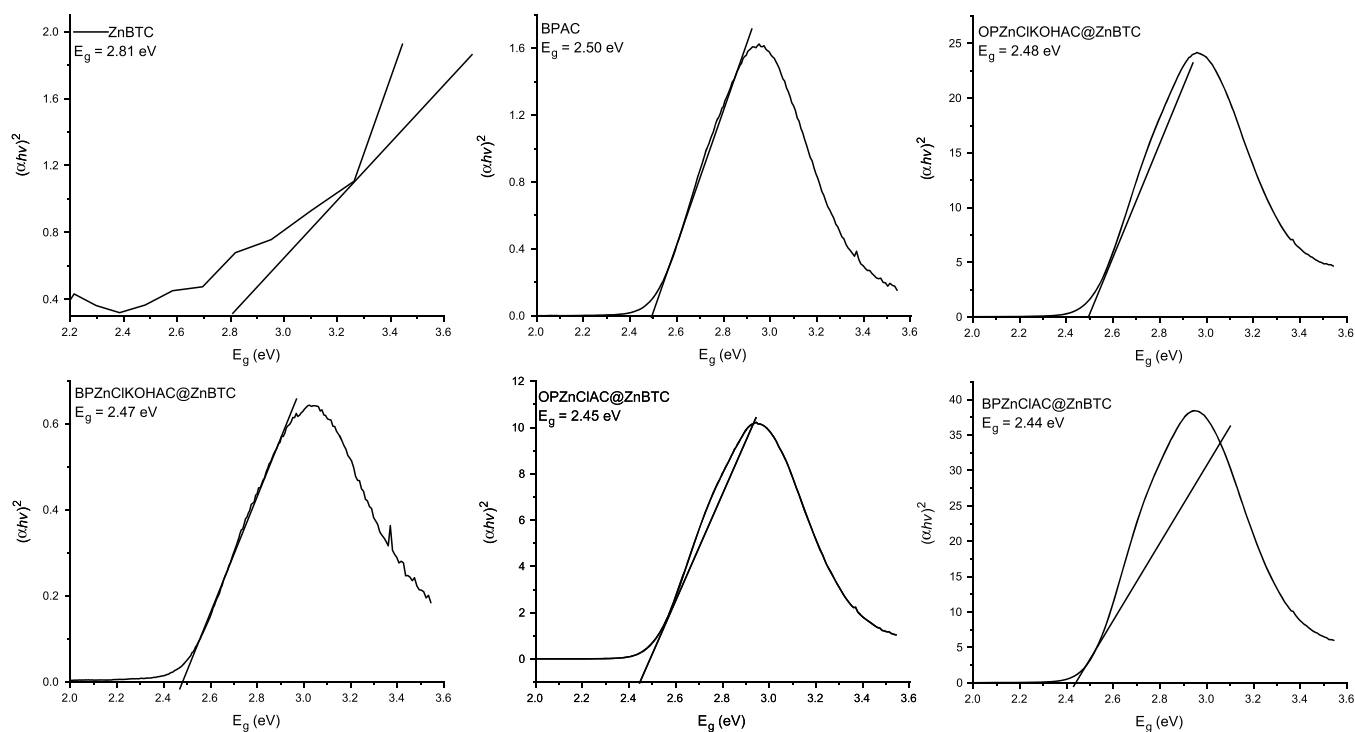 ZnBTC
E_g = 2.81 eV
2.0
1.6
1.2
0.8
0.4
(αhν)²
2.2 2.4 2.6 2.8 3.0 3.2 3.4 3.6
E_g (eV)
BPAC
E_g = 2.50 eV
1.6
1.2
0.8
0.4
0.0
(αhν)²
2.0 2.2 2.4 2.6 2.8 3.0 3.2 3.4 3.6
E_g (eV)
OPZnClKOHAC@ZnBTC
E_g = 2.48 eV
25
20
15
10
5
0
(αhν)²
2.0 2.2 2.4 2.6 2.8 3.0 3.2 3.4 3.6
E_g (eV)
BPZnClKOHAC@ZnBTC
E_g = 2.47 eV
0.6
0.4
0.2
0.0
(αhν)²
2.0 2.2 2.4 2.6 2.8 3.0 3.2 3.4 3.6
E_g (eV)
OPZnClAC@ZnBTC
E_g = 2.45 eV
12
10
8
6
4
2
0
(αhν)²
2.0 2.2 2.4 2.6 2.8 3.0 3.2 3.4 3.6
E_g (eV)
BPZnClAC@ZnBTC
E_g = 2.44 eV
40
35
30
25
20
15
10
5
0
(αhν)²
2.0 2.2 2.4 2.6 2.8 3.0 3.2 3.4 3.6
E_g (eV)